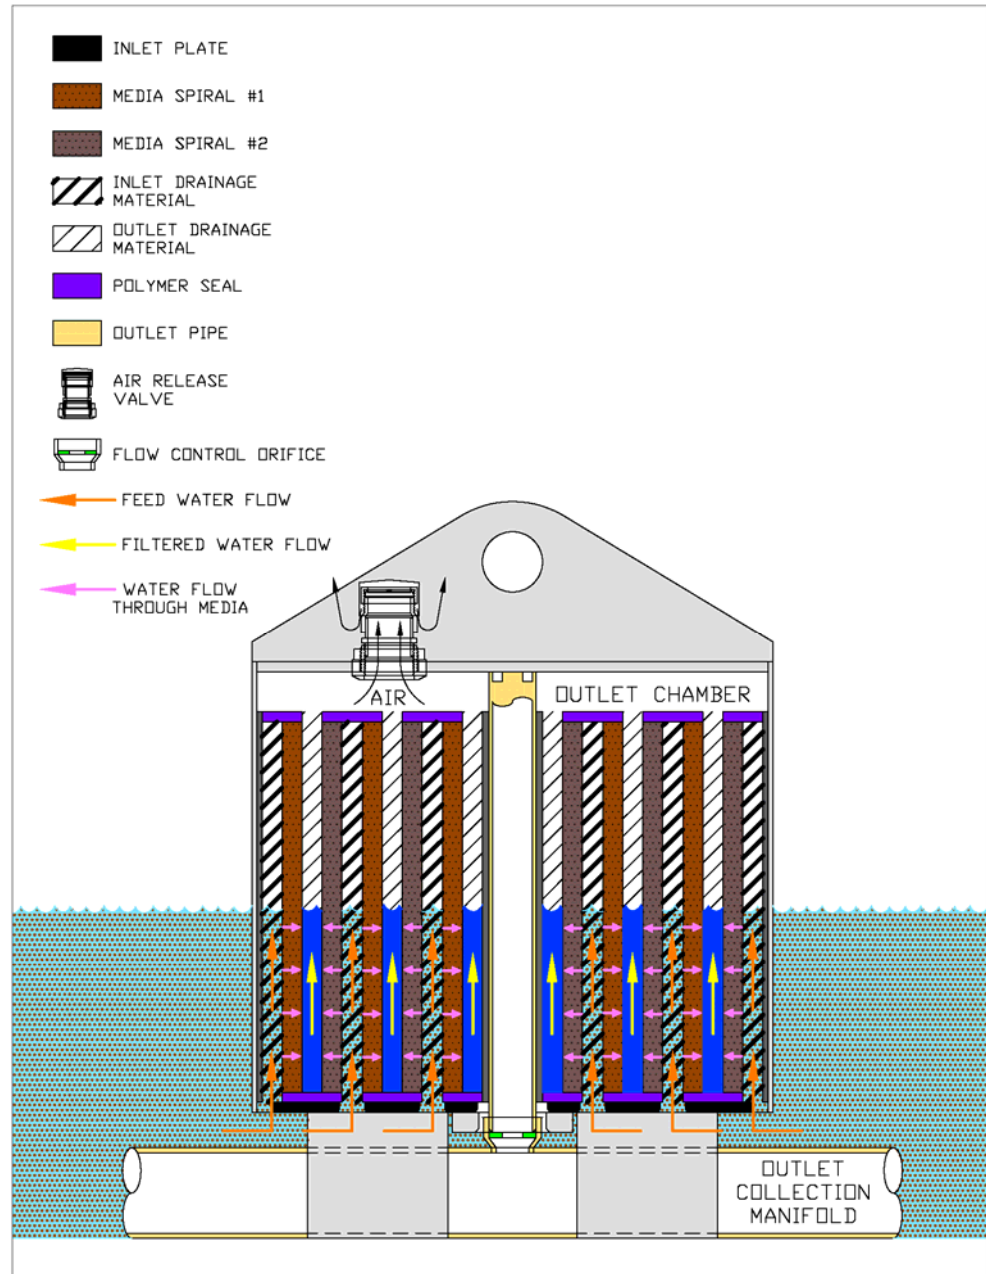 INLET PLATE
MEDIA SPIRAL #1
MEDIA SPIRAL #2
INLET DRAINAGE
MATERIAL
OUTLET DRAINAGE
MATERIAL
POLYMER SEAL
OUTLET PIPE
AIR RELEASE
VALVE
FLOW CONTROL ORIFICE
FEED WATER FLOW
FILTERED WATER FLOW
WATER FLOW
THROUGH MEDIA
AIR
OUTLET CHAMBER
OUTLET
COLLECTION
MANIFOLD